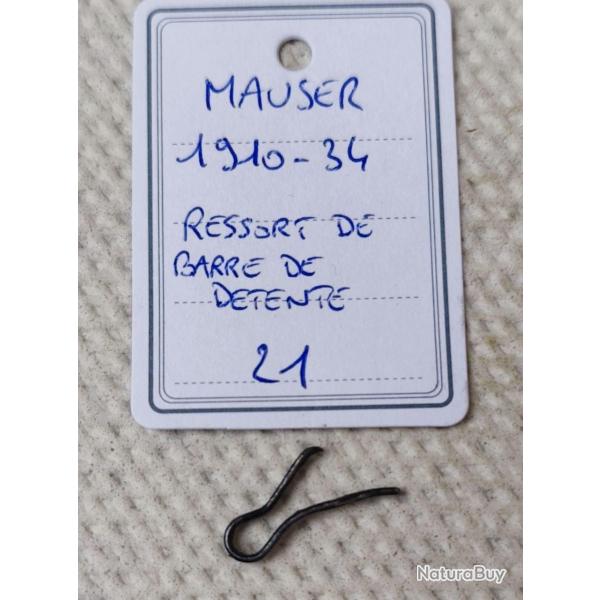 MAUSER
1910-34
RESSORT DE
BARRE DE
DETENTE
21
NaturaBuy